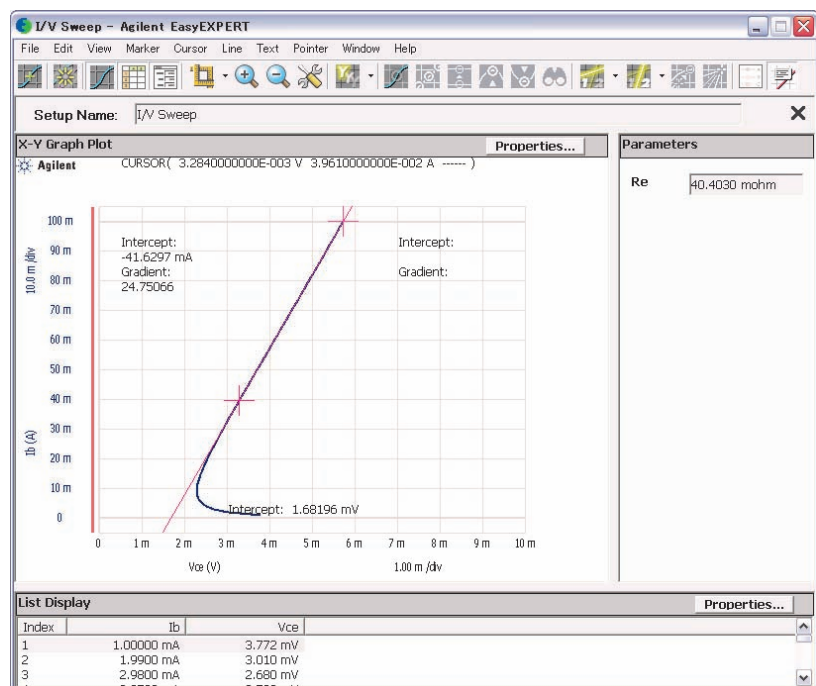 I/V Sweep - Agilent EasyEXPERT
File Edit View Marker Cursor Line Text Pointer Window Help
Setup Name: I/V Sweep
X-Y Graph Plot Properties... Parameters
Agilent CURSOR( 3.2840000000E-003 V 3.9610000000E-002 A ------ )
Re 40.4030 mohm
10.0 m /div
Ib (A)
100 m
90 m
80 m
70 m
60 m
50 m
40 m
30 m
20 m
10 m
0
Intercept:
-41.6297 mA
Gradient:
24.75066
Intercept:
Gradient:
Intercept: 1.68196 mV
0 1 m 2 m 3 m 4 m 5 m 6 m 7 m 8 m 9 m 10 m
Vce (V) 1.00 m /div
List Display Properties...
Index Ib Vce
1 1.00000 mA 3.772 mV
2 1.9900 mA 3.010 mV
3 2.9800 mA 2.680 mV